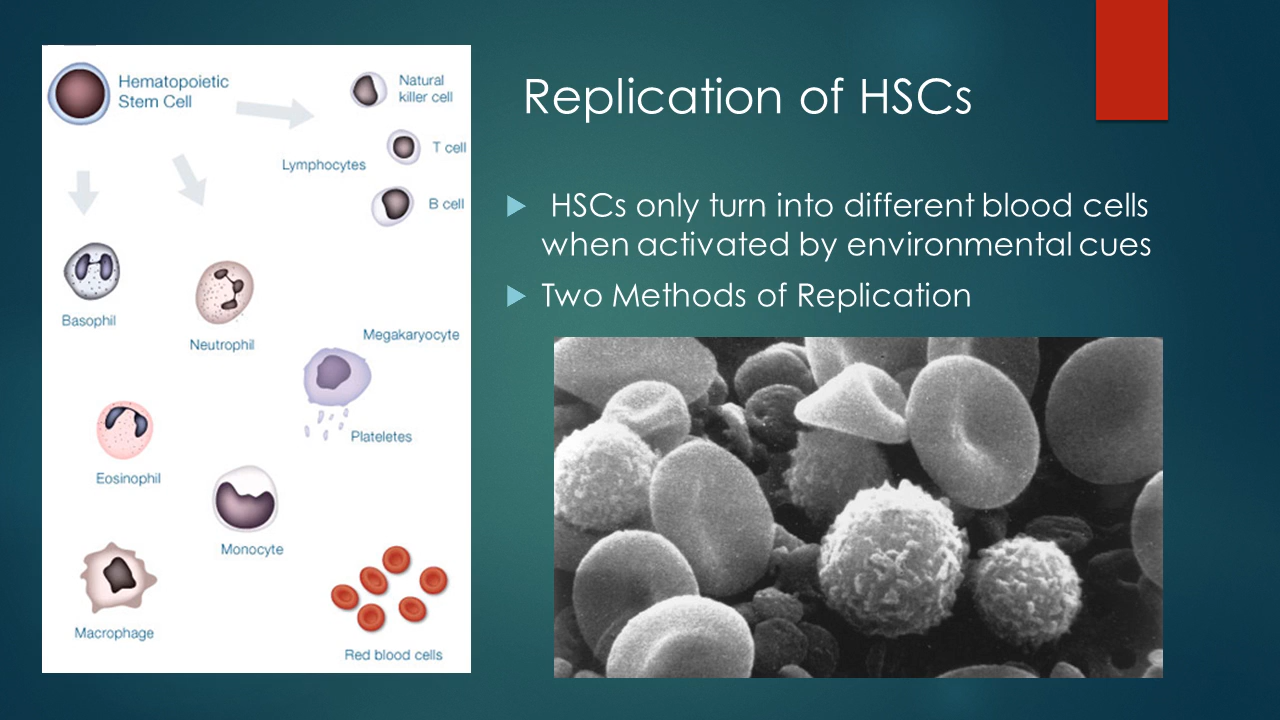 Replication of HSCs
HSCs only turn into different blood cells
when activated by environmental cues
Two Methods of Replication
Hematopoietic
Stem Cell
Natural
killer cell
Lymphocytes
T cell
B cell
Basophil
Neutrophil
Megakaryocyte
Plateletes
Eosinophil
Monocyte
Macrophage
Red blood cells